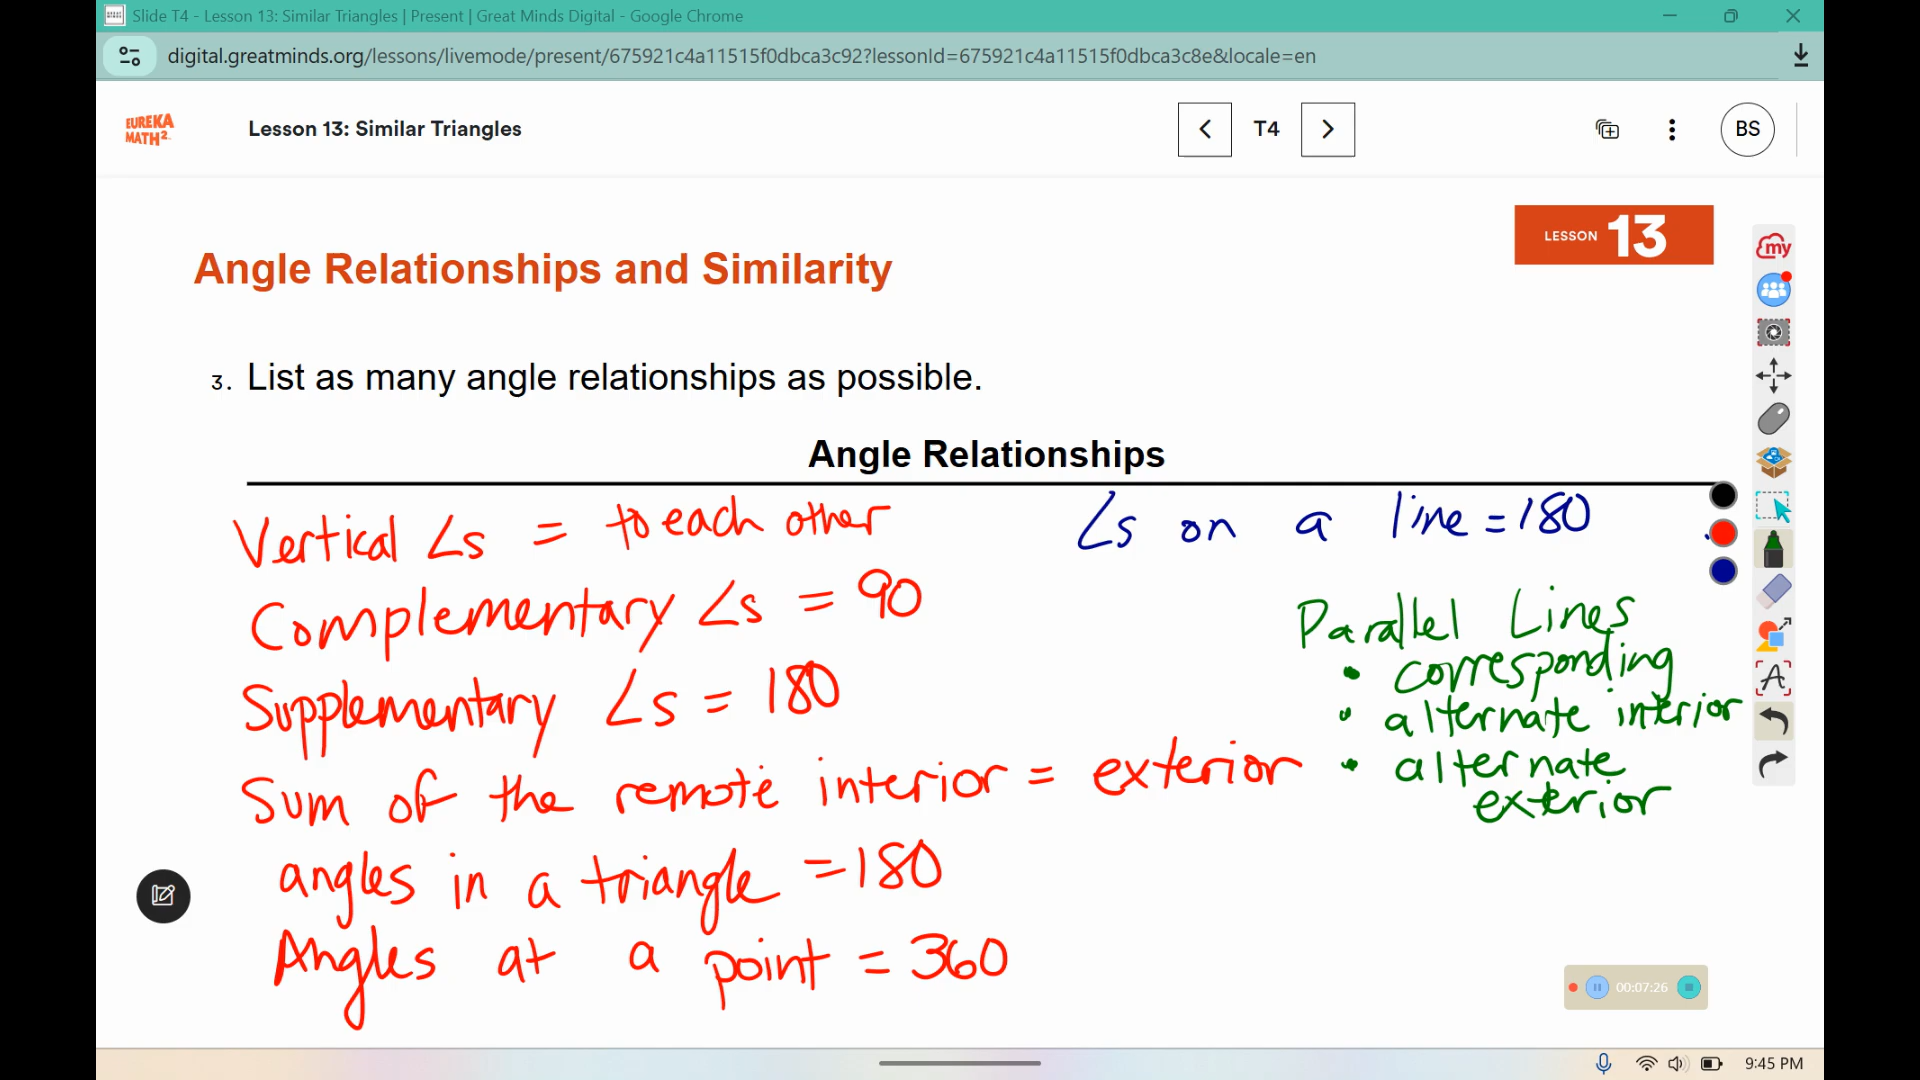 Slide T4 - Lesson 13: Similar Triangles | Present | Great Minds Digital - Google Chrome
digital.greatminds.org/lessons/livemode/present/675921c4a11515f0dbca3c92?lessonId=675921c4a11515f0dbca3c8e&locale=en
EUREKA
MATH²
Lesson 13: Similar Triangles
T4
BS
LESSON 13
my
Angle Relationships and Similarity
3. List as many angle relationships as possible.
Angle Relationships
Vertical ∠s = to each other
Complementary ∠s = 90
Supplementary ∠s = 180
Sum of the remote interior = exterior
angles in a triangle = 180
Angles at a point = 360
∠s on a line = 180
Parallel Lines
• corresponding
• alternate interior
• alternate
exterior
A
00:07:26
9:45 PM